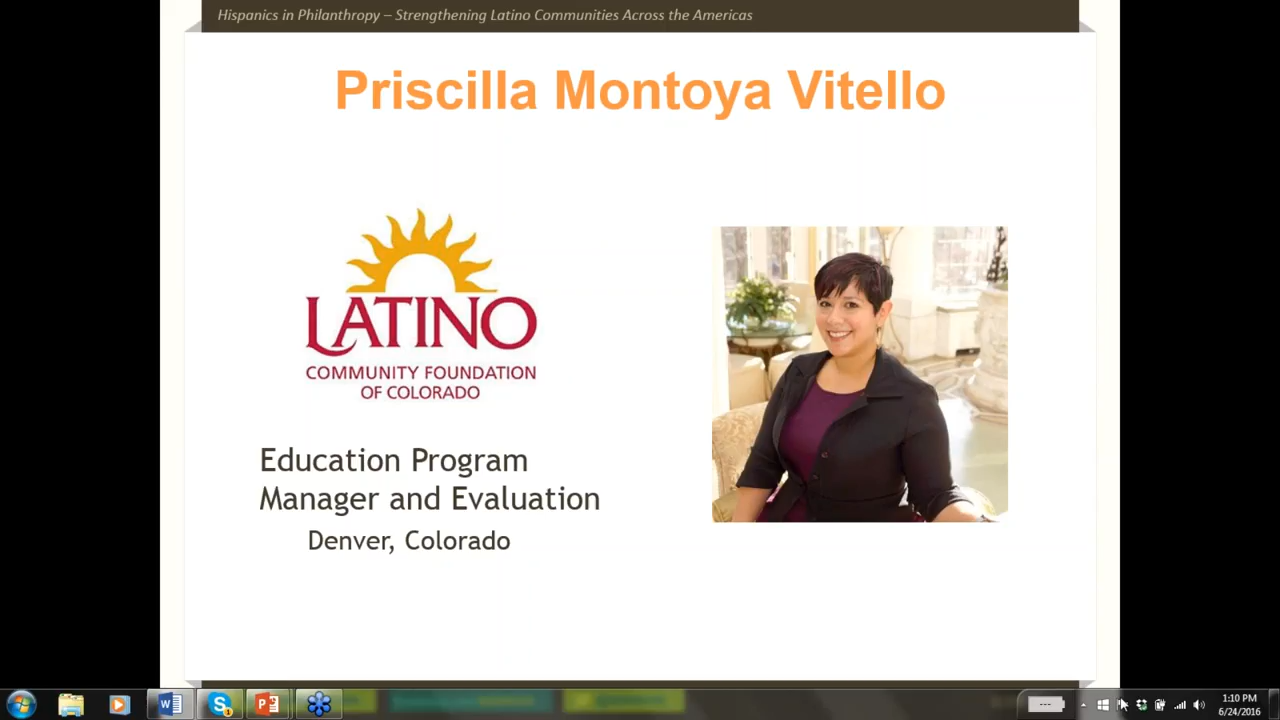 Hispanics in Philanthropy – Strengthening Latino Communities Across the Americas
Priscilla Montoya Vitello
LATINO
COMMUNITY FOUNDATION
OF COLORADO
Education Program
Manager and Evaluation
Denver, Colorado
1:10 PM
6/24/2016